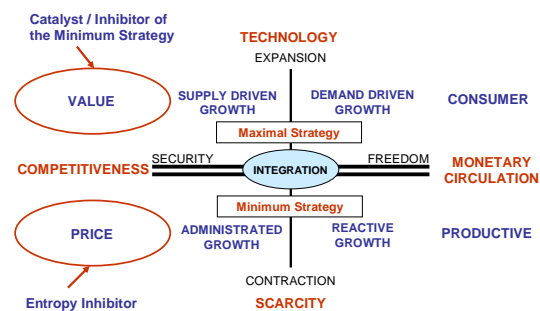 Catalyst / Inhibitor of
the Minimum Strategy
TECHNOLOGY
EXPANSION
VALUE
SUPPLY DRIVEN
GROWTH
DEMAND DRIVEN
GROWTH
CONSUMER
Maximal Strategy
COMPETITIVENESS
SECURITY
INTEGRATION
FREEDOM
MONETARY
CIRCULATION
Minimum Strategy
PRICE
ADMINISTRATED
GROWTH
REACTIVE
GROWTH
PRODUCTIVE
CONTRACTION
SCARCITY
Entropy Inhibitor